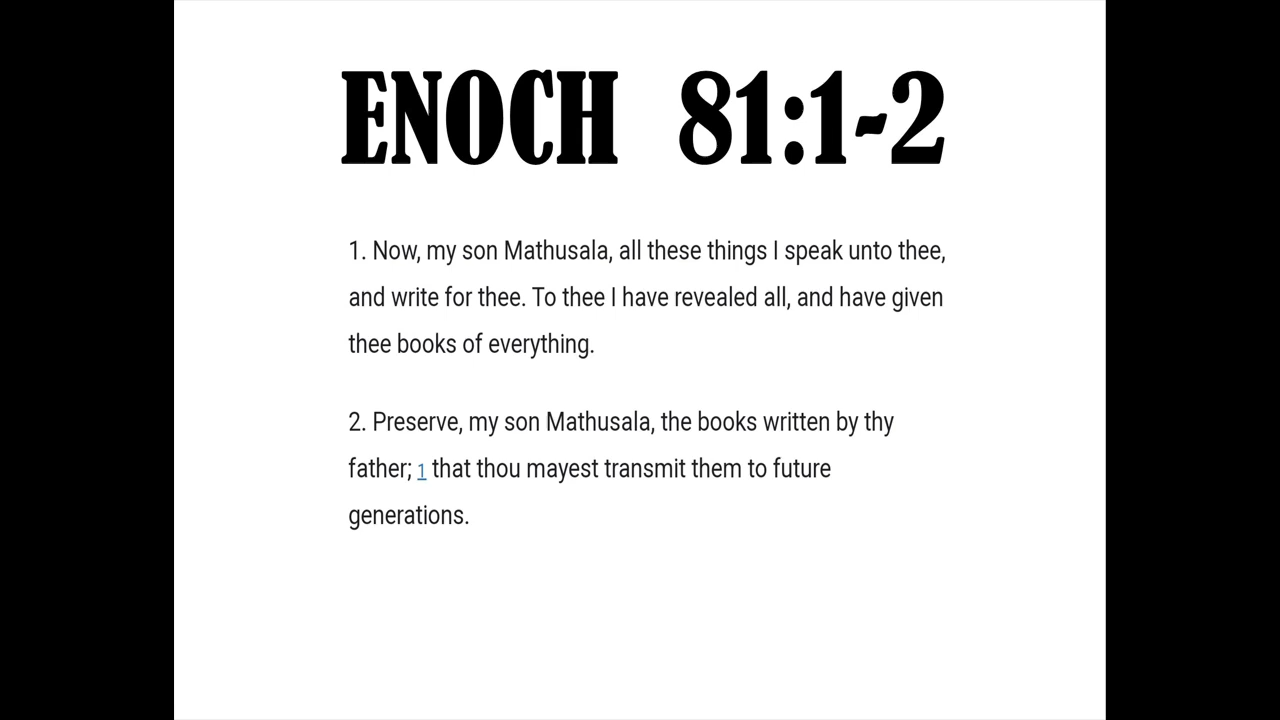 ENOCH 81:1-2
1. Now, my son Mathusala, all these things I speak unto thee,
and write for thee. To thee I have revealed all, and have given
thee books of everything.
2. Preserve, my son Mathusala, the books written by thy
father; 1 that thou mayest transmit them to future
generations.